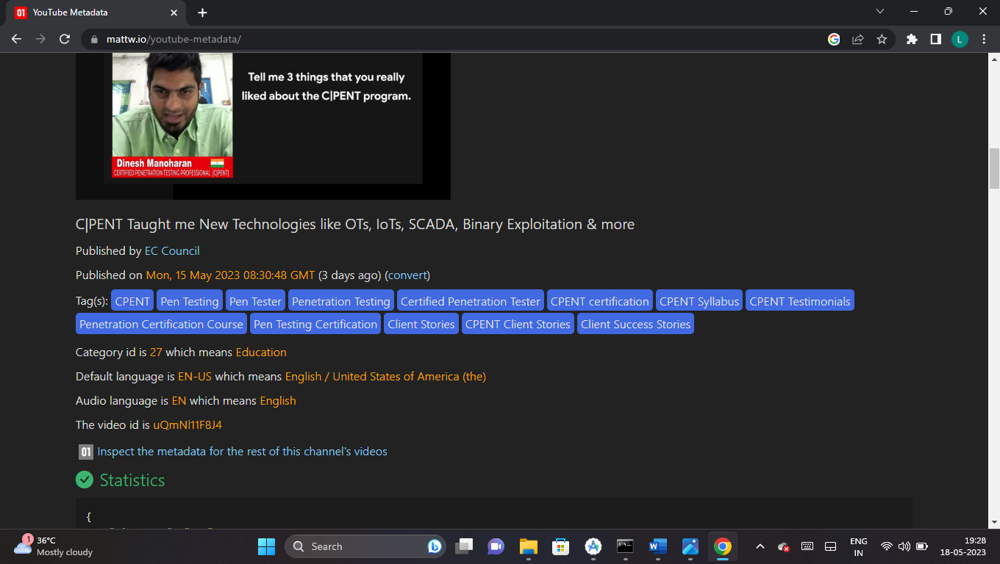 01 YouTube Metadata
mattw.io/youtube-metadata/
L
Tell me 3 things that you really
liked about the C|PENT program.
Dinesh Manoharan
CERTIFIED PENETRATION TESTING PROFESSIONAL (C|PENT)
C|PENT Taught me New Technologies like OTs, IoTs, SCADA, Binary Exploitation & more
Published by EC Council
Published on Mon, 15 May 2023 08:30:48 GMT (3 days ago) (convert)
Tag(s): CPENT Pen Testing Pen Tester Penetration Testing Certified Penetration Tester CPENT certification CPENT Syllabus CPENT Testimonials
Penetration Certification Course Pen Testing Certification Client Stories CPENT Client Stories Client Success Stories
Category id is 27 which means Education
Default language is EN-US which means English / United States of America (the)
Audio language is EN which means English
The video id is uQmNl11F8J4
01 Inspect the metadata for the rest of this channel's videos
Statistics
{
1 36°C
Mostly cloudy
Search
ENG
IN
19:28
18-05-2023